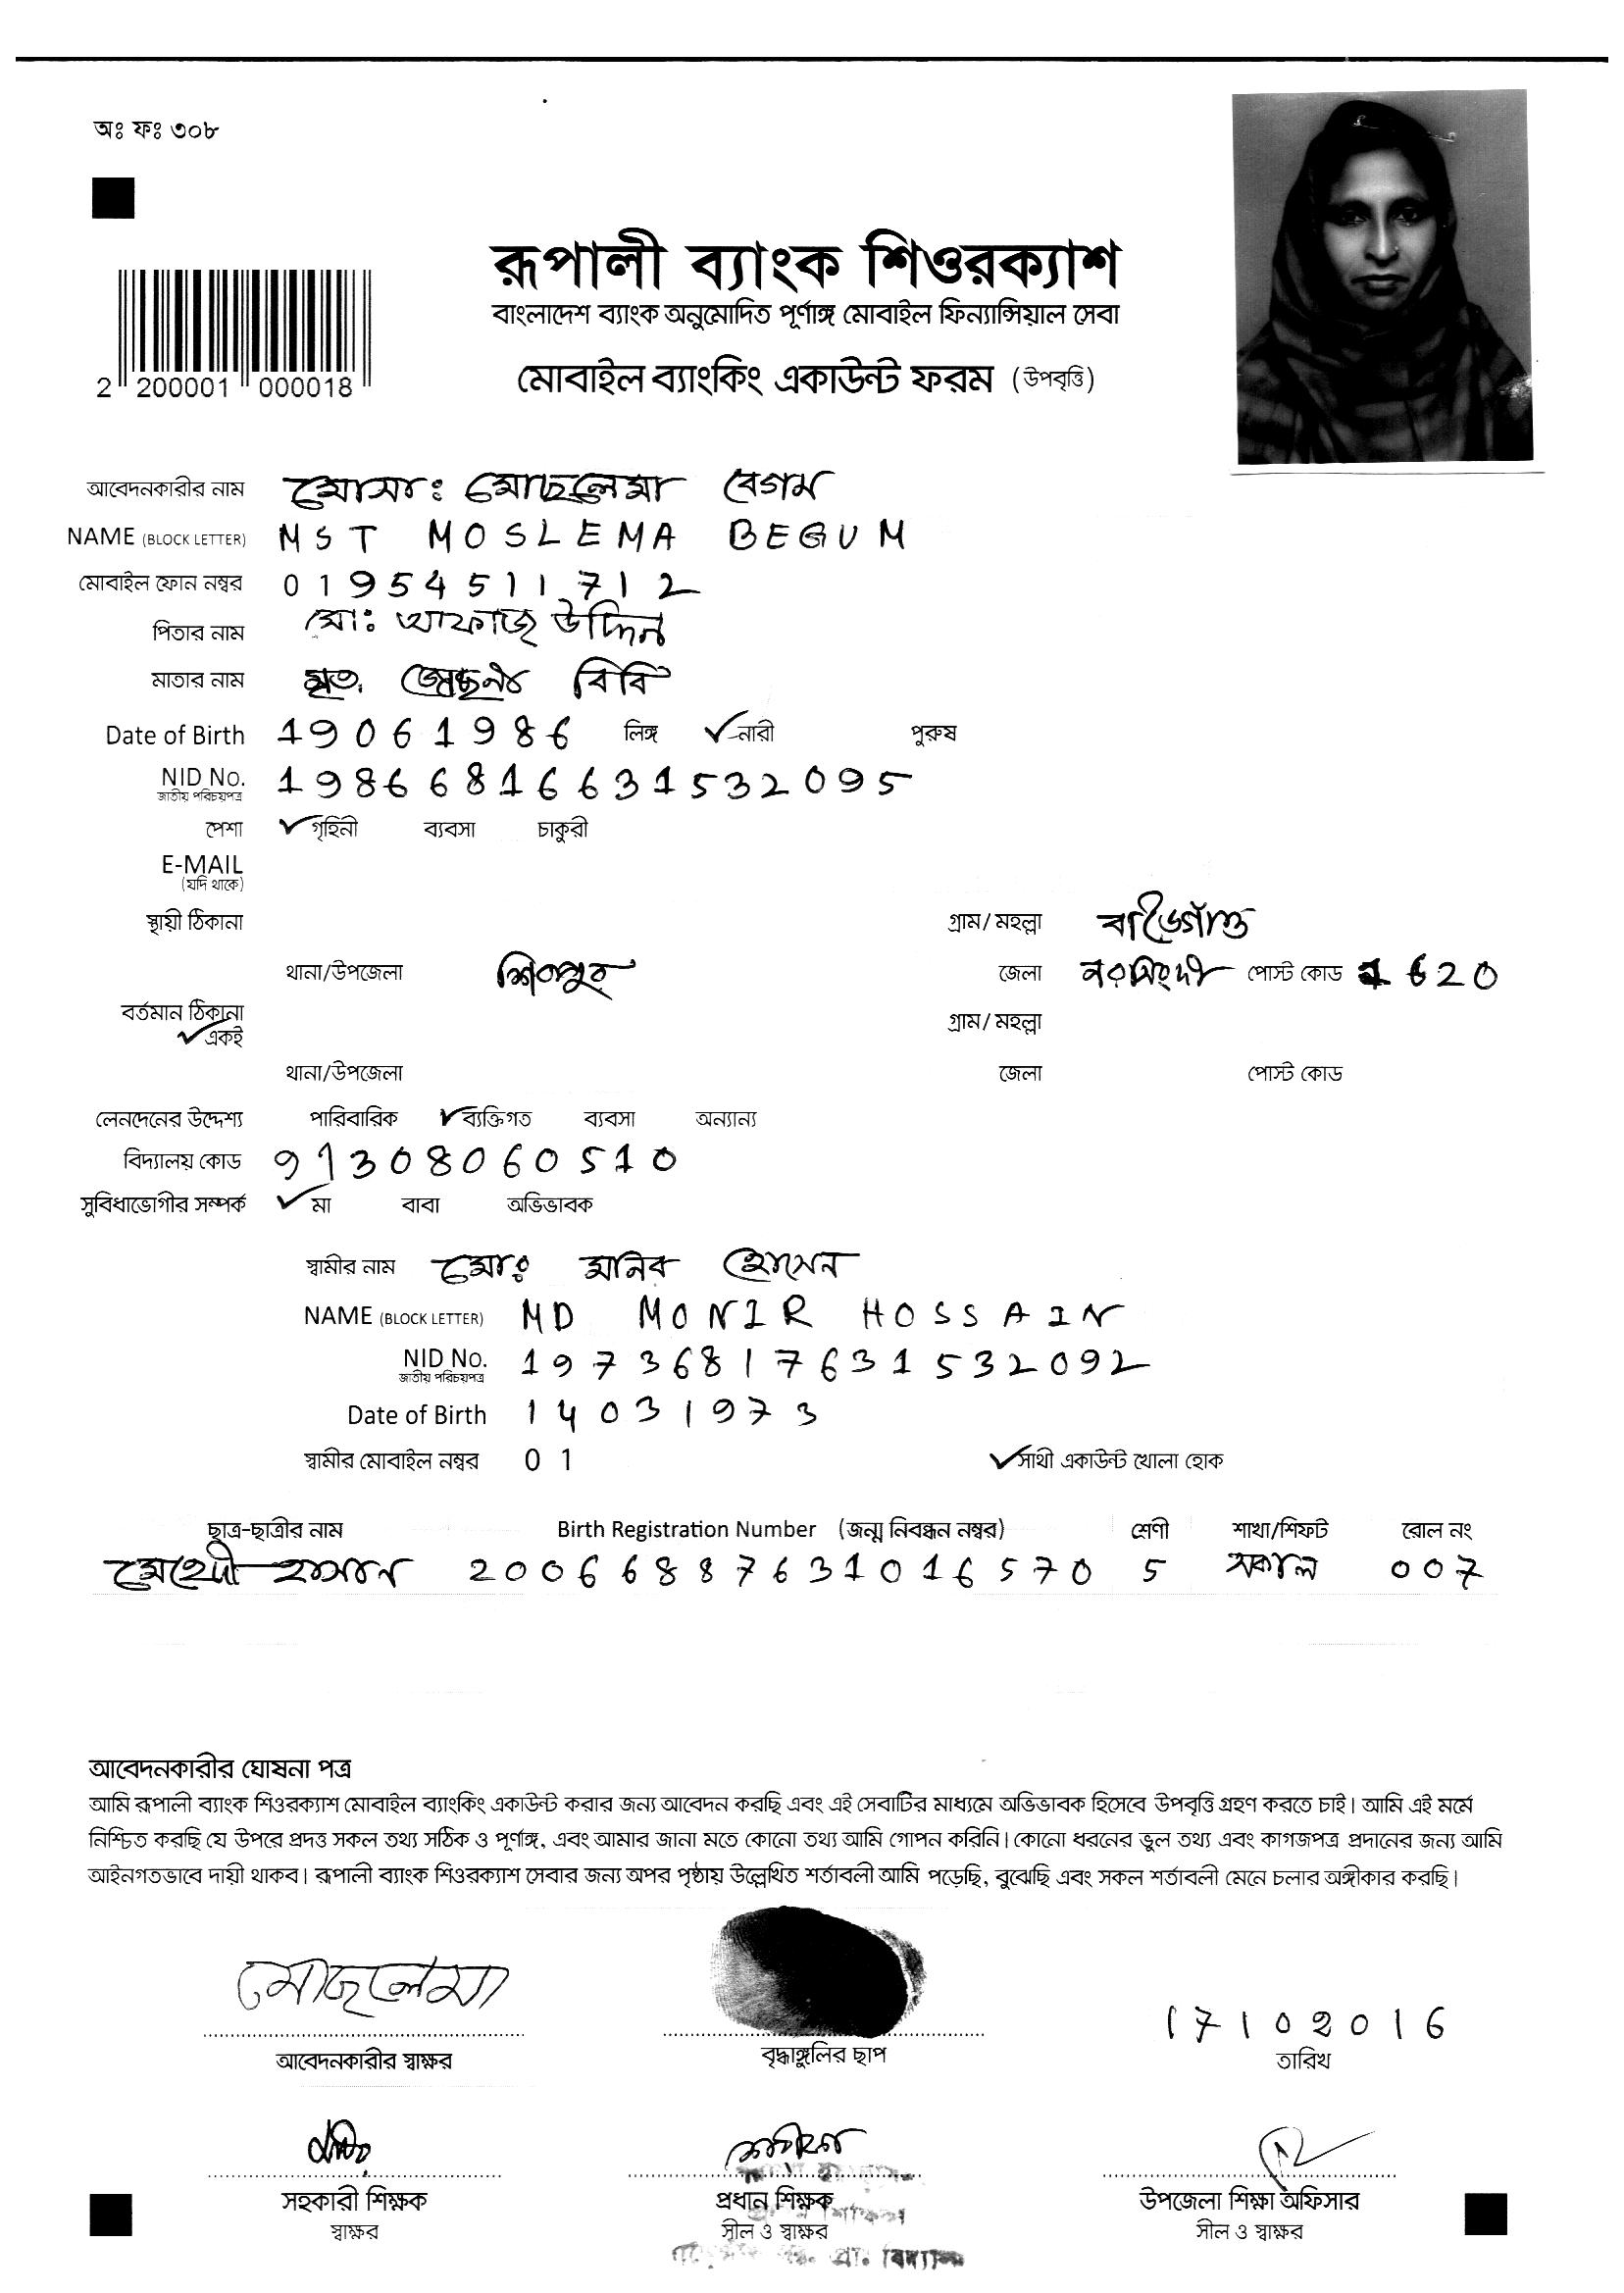 অঃ ফঃ ৩০৮
2 200001 000018
রূপালী ব্যাংক শিওরক্যাশ
বাংলাদেশ ব্যাংক অনুমোদিত পূর্ণাঙ্গ মোবাইল ফিন্যান্সিয়াল সেবা
মোবাইল ব্যাংকিং একাউন্ট ফরম (উপবৃত্তি)
আবেদনকারীর নাম মোসাঃ মোছলেমা বেগম
NAME (BLOCK LETTER) MST MOSLEMA BEGUM
মোবাইল ফোন নম্বর 01954511712
পিতার নাম মোঃ আফাজ উদ্দিন
মাতার নাম মৃত. বিবি
Date of Birth 19061986 লিঙ্গ ✓ নারী পুরুষ
NID No. 19866816631532095
জাতীয় পরিচয়পত্র
পেশা ✓ গৃহিনী ব্যবসা চাকুরী
E-MAIL
(যদি থাকে)
স্থায়ী ঠিকানা গ্রাম/ মহল্লা
থানা/উপজেলা শিবপুর জেলা নরসিংদী পোস্ট কোড 1620
বর্তমান ঠিকানা
✓ একই গ্রাম/ মহল্লা
থানা/উপজেলা জেলা পোস্ট কোড
লেনদেনের উদ্দেশ্য পারিবারিক ✓ ব্যক্তিগত ব্যবসা অন্যান্য
বিদ্যালয় কোড 91308060510
সুবিধাভোগীর সম্পর্ক ✓ মা বাবা অভিভাবক
স্বামীর নাম মোঃ মনির হোসেন
NAME (BLOCK LETTER) MD MONIR HOSSAIN
NID No. 19736817631532092
জাতীয় পরিচয়পত্র
Date of Birth 14031973
স্বামীর মোবাইল নম্বর 01 ✓ সাথী একাউন্ট খোলা হোক
ছাত্র-ছাত্রীর নাম Birth Registration Number (জন্ম নিবন্ধন নম্বর) শ্রেণী শাখা/শিফট রোল নং
মেহেদী হাসান 20066887631016570 5 সকাল 007
আবেদনকারীর ঘোষনা পত্র
আমি রূপালী ব্যাংক শিওরক্যাশ মোবাইল ব্যাংকিং একাউন্ট করার জন্য আবেদন করছি এবং এই সেবাটির মাধ্যমে অভিভাবক হিসেবে উপবৃত্তি গ্রহণ করতে চাই। আমি এই মর্মে
নিশ্চিত করছি যে উপরে প্রদত্ত সকল তথ্য সঠিক ও পূর্ণাঙ্গ, এবং আমার জানা মতে কোনো তথ্য আমি গোপন করিনি। কোনো ধরনের ভুল তথ্য এবং কাগজপত্র প্রদানের জন্য আমি
আইনগতভাবে দায়ী থাকব। রূপালী ব্যাংক শিওরক্যাশ সেবার জন্য অপর পৃষ্ঠায় উল্লেখিত শর্তাবলী আমি পড়েছি, বুঝেছি এবং সকল শর্তাবলী মেনে চলার অঙ্গীকার করছি।
মোছলেমা
17102016
আবেদনকারীর স্বাক্ষর বৃদ্ধাঙ্গুলির ছাপ তারিখ
সহকারী শিক্ষক প্রধান শিক্ষক উপজেলা শিক্ষা অফিসার
স্বাক্ষর সীল ও স্বাক্ষর সীল ও স্বাক্ষর
প্রাঃ বিদ্যালয়